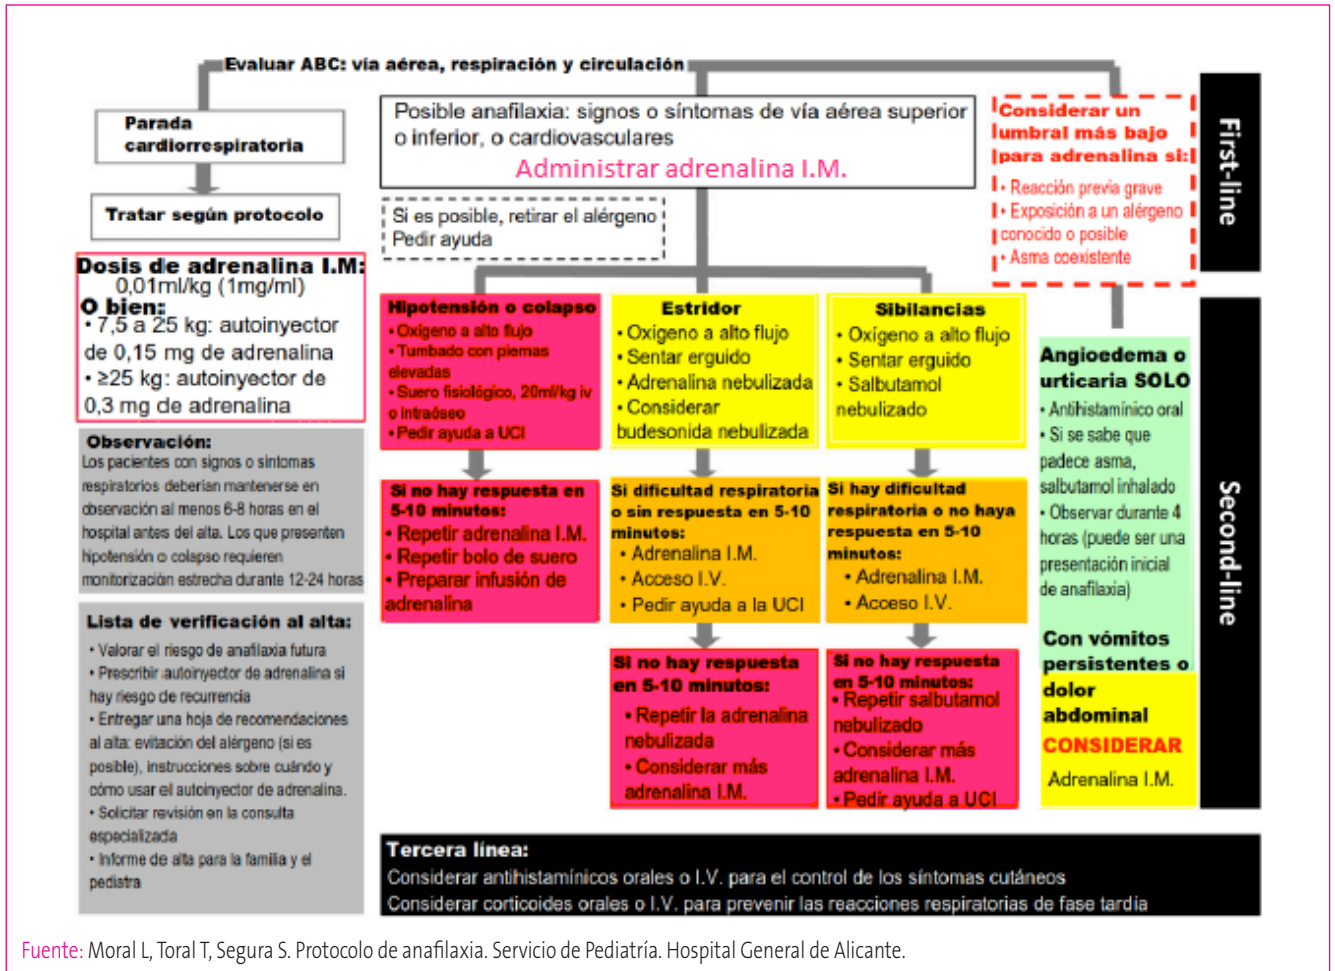 Evaluar ABC: vía aérea, respiración y circulación
Parada
cardiorrespiratoria
Tratar según protocolo
Posible anafilaxia: signos o síntomas de vía aérea superior
o inferior, o cardiovasculares
Administrar adrenalina I.M.
Si es posible, retirar el alérgeno
Pedir ayuda
Considerar un
umbral más bajo
para adrenalina si:
• Reacción previa grave
• Exposición a un alérgeno
conocido o posible
• Asma coexistente
First-line
Dosis de adrenalina I.M:
0,01ml/kg (1mg/ml)
O bien:
• 7,5 a 25 kg: autoinyector
de 0,15 mg de adrenalina
• ≥25 kg: autoinyector de
0,3 mg de adrenalina
Observación:
Los pacientes con signos o síntomas
respiratorios deberían mantenerse en
observación al menos 6-8 horas en el
hospital antes del alta. Los que presenten
hipotensión o colapso requieren
monitorización estrecha durante 12-24 horas
Lista de verificación al alta:
• Valorar el riesgo de anafilaxia futura
• Prescribir autoinyector de adrenalina si
hay riesgo de recurrencia
• Entregar una hoja de recomendaciones
al alta: evitación del alérgeno (si es
posible), instrucciones sobre cuándo y
cómo usar el autoinyector de adrenalina.
• Solicitar revisión en la consulta
especializada
• Informe de alta para la familia y el
pediatra
Hipotensión o colapso
• Oxigeno a alto flujo
• Tumbado con piernas
elevadas
• Suero fisiológico, 20ml/kg iv
o intraóseo
• Pedir ayuda a UCI
Si no hay respuesta en
5-10 minutos:
• Repetir adrenalina I.M.
• Repetir bolo de suero
• Preparar infusión de
adrenalina
Estridor
• Oxigeno a alto flujo
• Sentar erguido
• Adrenalina nebulizada
• Considerar
budesonida nebulizada
Si dificultad respiratoria
o sin respuesta en 5-10
minutos:
• Adrenalina I.M.
• Acceso I.V.
• Pedir ayuda a la UCI
Si no hay respuesta
en 5-10 minutos:
• Repetir la adrenalina
nebulizada
• Considerar más
adrenalina I.M.
Sibilancias
• Oxígeno a alto flujo
• Sentar erguido
• Salbutamol
nebulizado
Si hay dificultad
respiratoria o no haya
respuesta en 5-10
minutos:
• Adrenalina I.M.
• Acceso I.V.
Si no hay respuesta
en 5-10 minutos:
• Repetir salbutamol
nebulizado
• Considerar más
adrenalina I.M.
• Pedir ayuda a UCI
Angioedema o
urticaria SOLO
• Antihistamínico oral
• Si se sabe que
padece asma,
salbutamol inhalado
• Observar durante 4
horas (puede ser una
presentación inicial
de anafilaxia)
Con vómitos
persistentes o
dolor
abdominal
CONSIDERAR
Adrenalina I.M.
Second-line
Tercera línea:
Considerar antihistamínicos orales o I.V. para el control de los síntomas cutáneos
Considerar corticoides orales o I.V. para prevenir las reacciones respiratorias de fase tardía
Fuente: Moral L, Toral T, Segura S. Protocolo de anafilaxia. Servicio de Pediatría. Hospital General de Alicante.